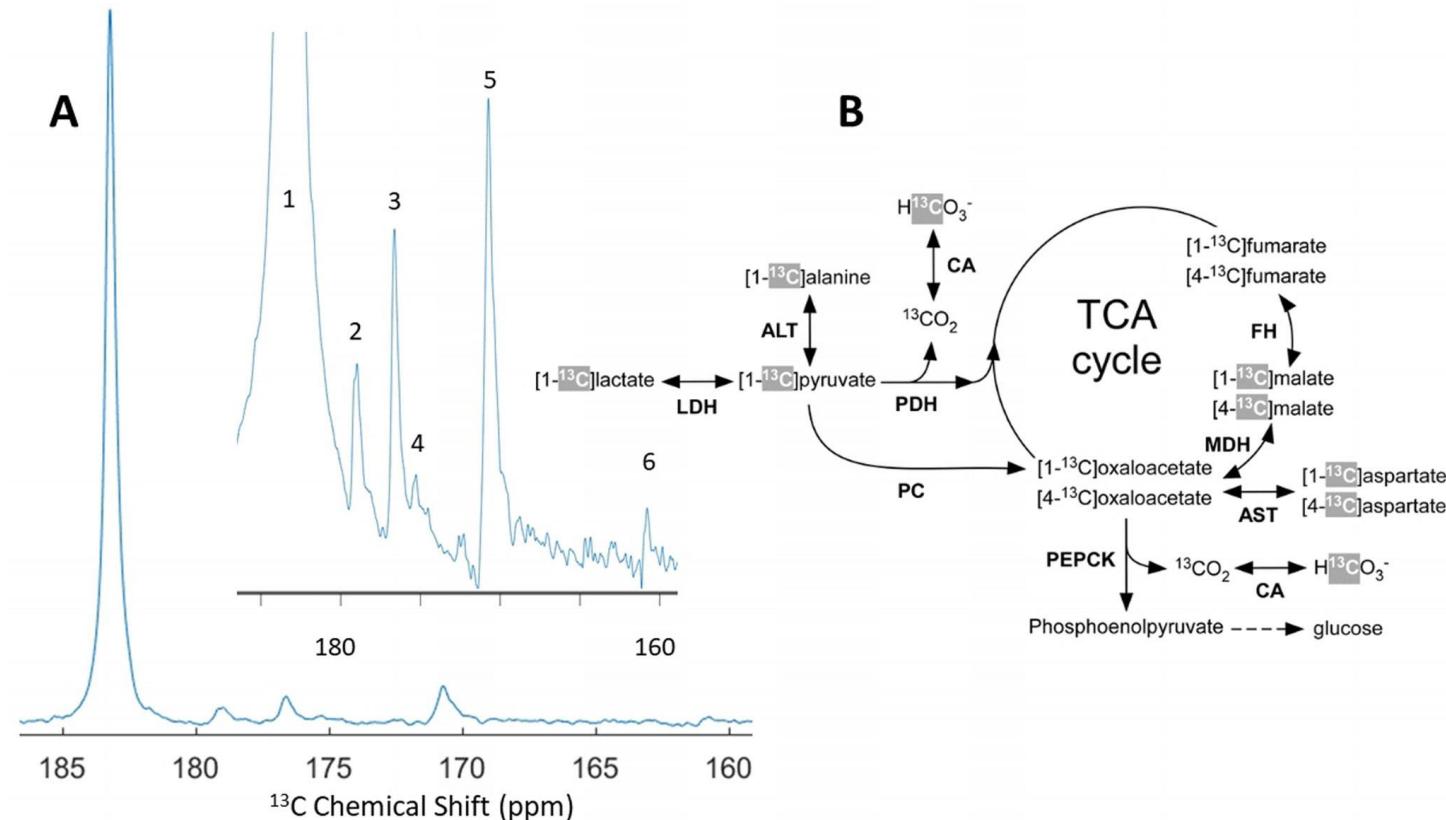 A
1
2
3
4
5
6
180
160
185
180
175
170
165
160
¹³C Chemical Shift (ppm)
B
H¹³CO₃⁻
CA
¹³CO₂
[1-¹³C]alanine
ALT
[1-¹³C]lactate
LDH
[1-¹³C]pyruvate
PDH
PC
TCA
cycle
[1-¹³C]fumarate
[4-¹³C]fumarate
FH
[1-¹³C]malate
[4-¹³C]malate
MDH
[1-¹³C]oxaloacetate
[4-¹³C]oxaloacetate
AST
[1-¹³C]aspartate
[4-¹³C]aspartate
PEPCK
¹³CO₂
CA
H¹³CO₃⁻
Phosphoenolpyruvate
glucose